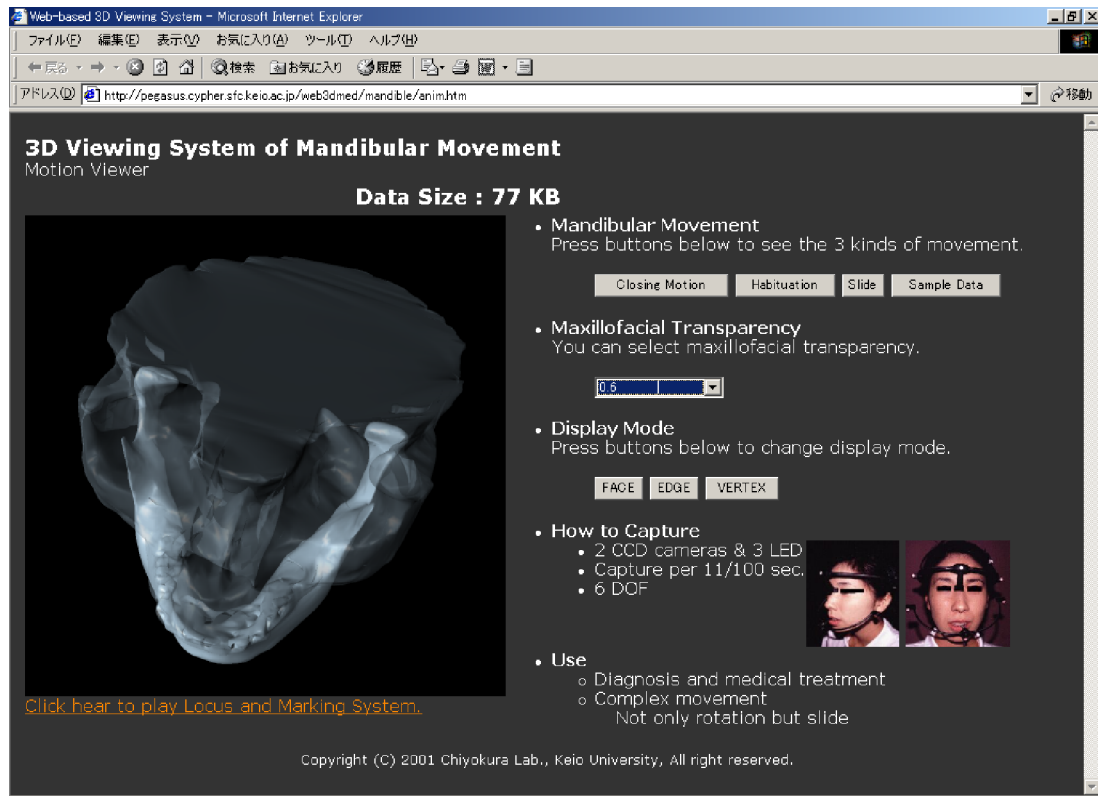 Web-based 3D Viewing System - Microsoft Internet Explorer
ファイル(F) 編集(E) 表示(V) お気に入り(A) ツール(T) ヘルプ(H)
戻る 検索 お気に入り 履歴
アドレス(D) http://pegasus.cypher.sfc.keio.ac.jp/web3dmed/mandible/anim.htm 移動
3D Viewing System of Mandibular Movement
Motion Viewer
Data Size : 77 KB
Mandibular Movement
Press buttons below to see the 3 kinds of movement.
Closing Motion Habituation Slide Sample Data
Maxillofacial Transparency
You can select maxillofacial transparency.
0.6
Display Mode
Press buttons below to change display mode.
FACE EDGE VERTEX
How to Capture
2 CCD cameras & 3 LED
Capture per 11/100 sec.
6 DOF
Use
Diagnosis and medical treatment
Complex movement
Not only rotation but slide
Click hear to play Locus and Marking System.
Copyright (C) 2001 Chiyokura Lab., Keio University, All right reserved.